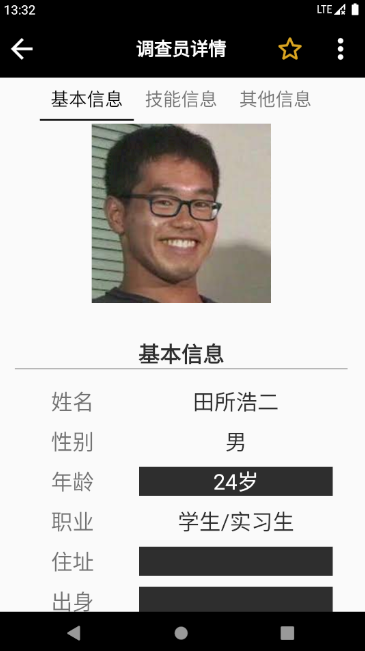 13:32
LTE
调查员详情
基本信息 技能信息 其他信息
基本信息
姓名 田所浩二
性别 男
年龄 24岁
职业 学生/实习生
住址
出身